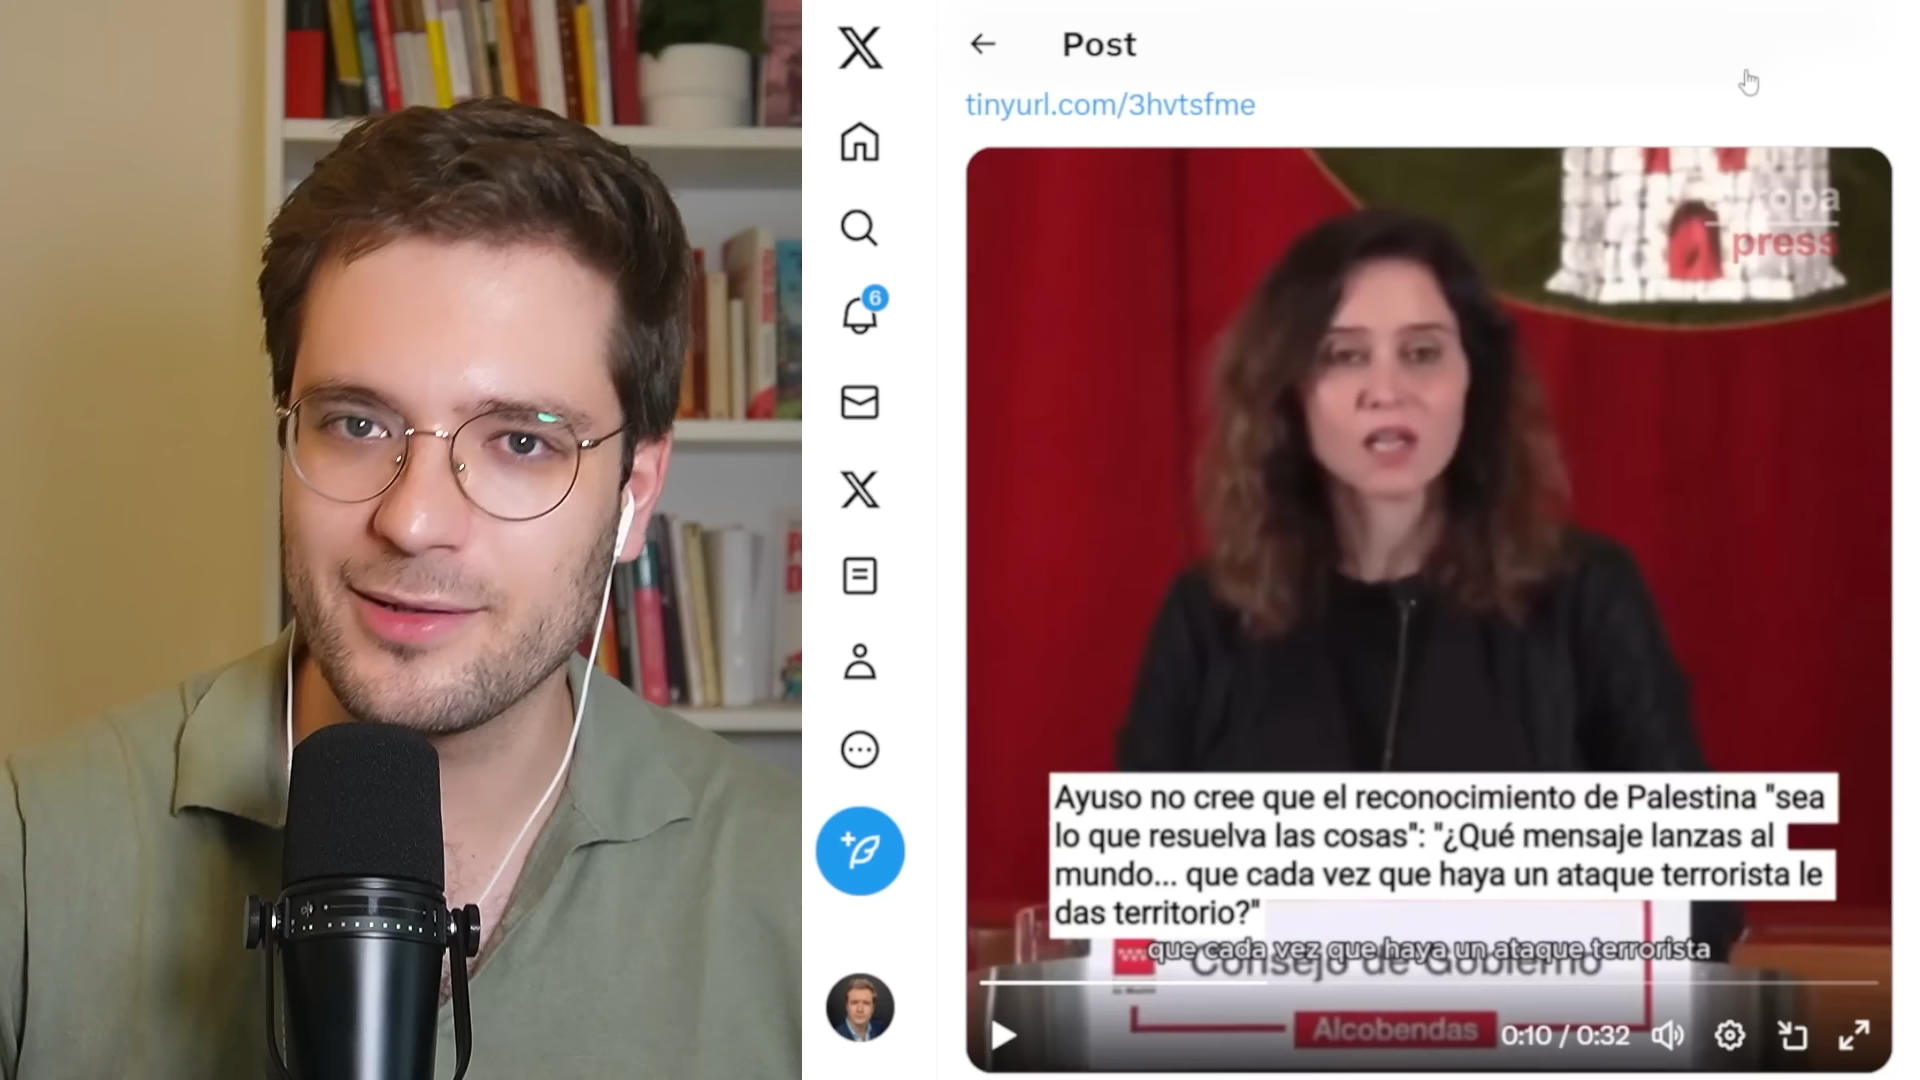 Post
tinyurl.com/3hvtsfme
6
europa
press
Ayuso no cree que el reconocimiento de Palestina "sea
lo que resuelva las cosas": "¿Qué mensaje lanzas al
mundo... que cada vez que haya un ataque terrorista le
das territorio?"
que cada vez que haya un ataque terrorista
Consejo de Gobierno
Alcobendas
0:10 / 0:32